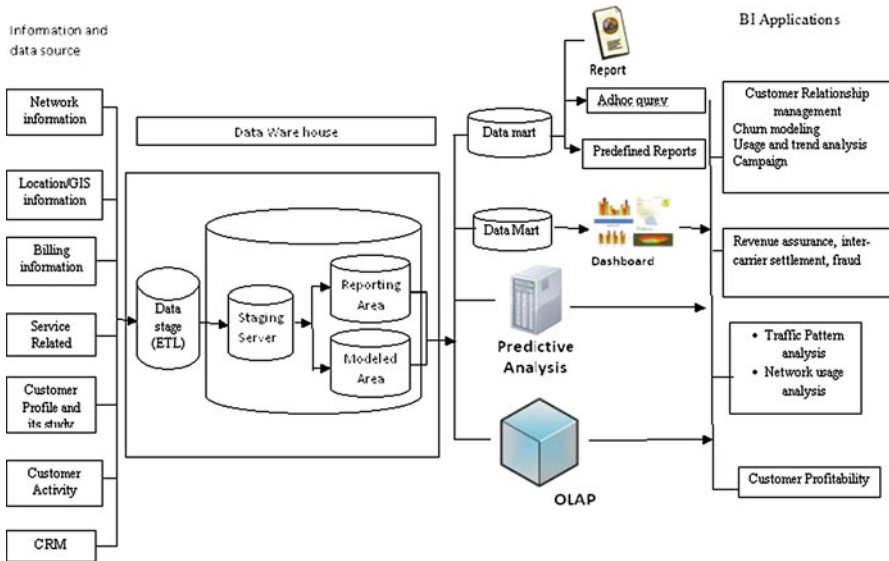 Information and
data source
Network
information
Location/GIS
information
Billing
information
Service
Related
Customer
Profile and
its study
Customer
Activity
CRM
Data Ware house
Data
stage
(ETL)
Staging
Server
Reporting
Area
Modeled
Area
Data mart
Report
Adhoc qurev
Predefined Reports
Data Mart
Dashboard
Predictive
Analysis
OLAP
BI Applications
Customer Relationship
management
Churn modeling
Usage and trend analysis
Campaign
Revenue assurance, inter-
carrier settlement, fraud
• Traffic Pattern
analysis
• Network usage
analysis
Customer Profitability